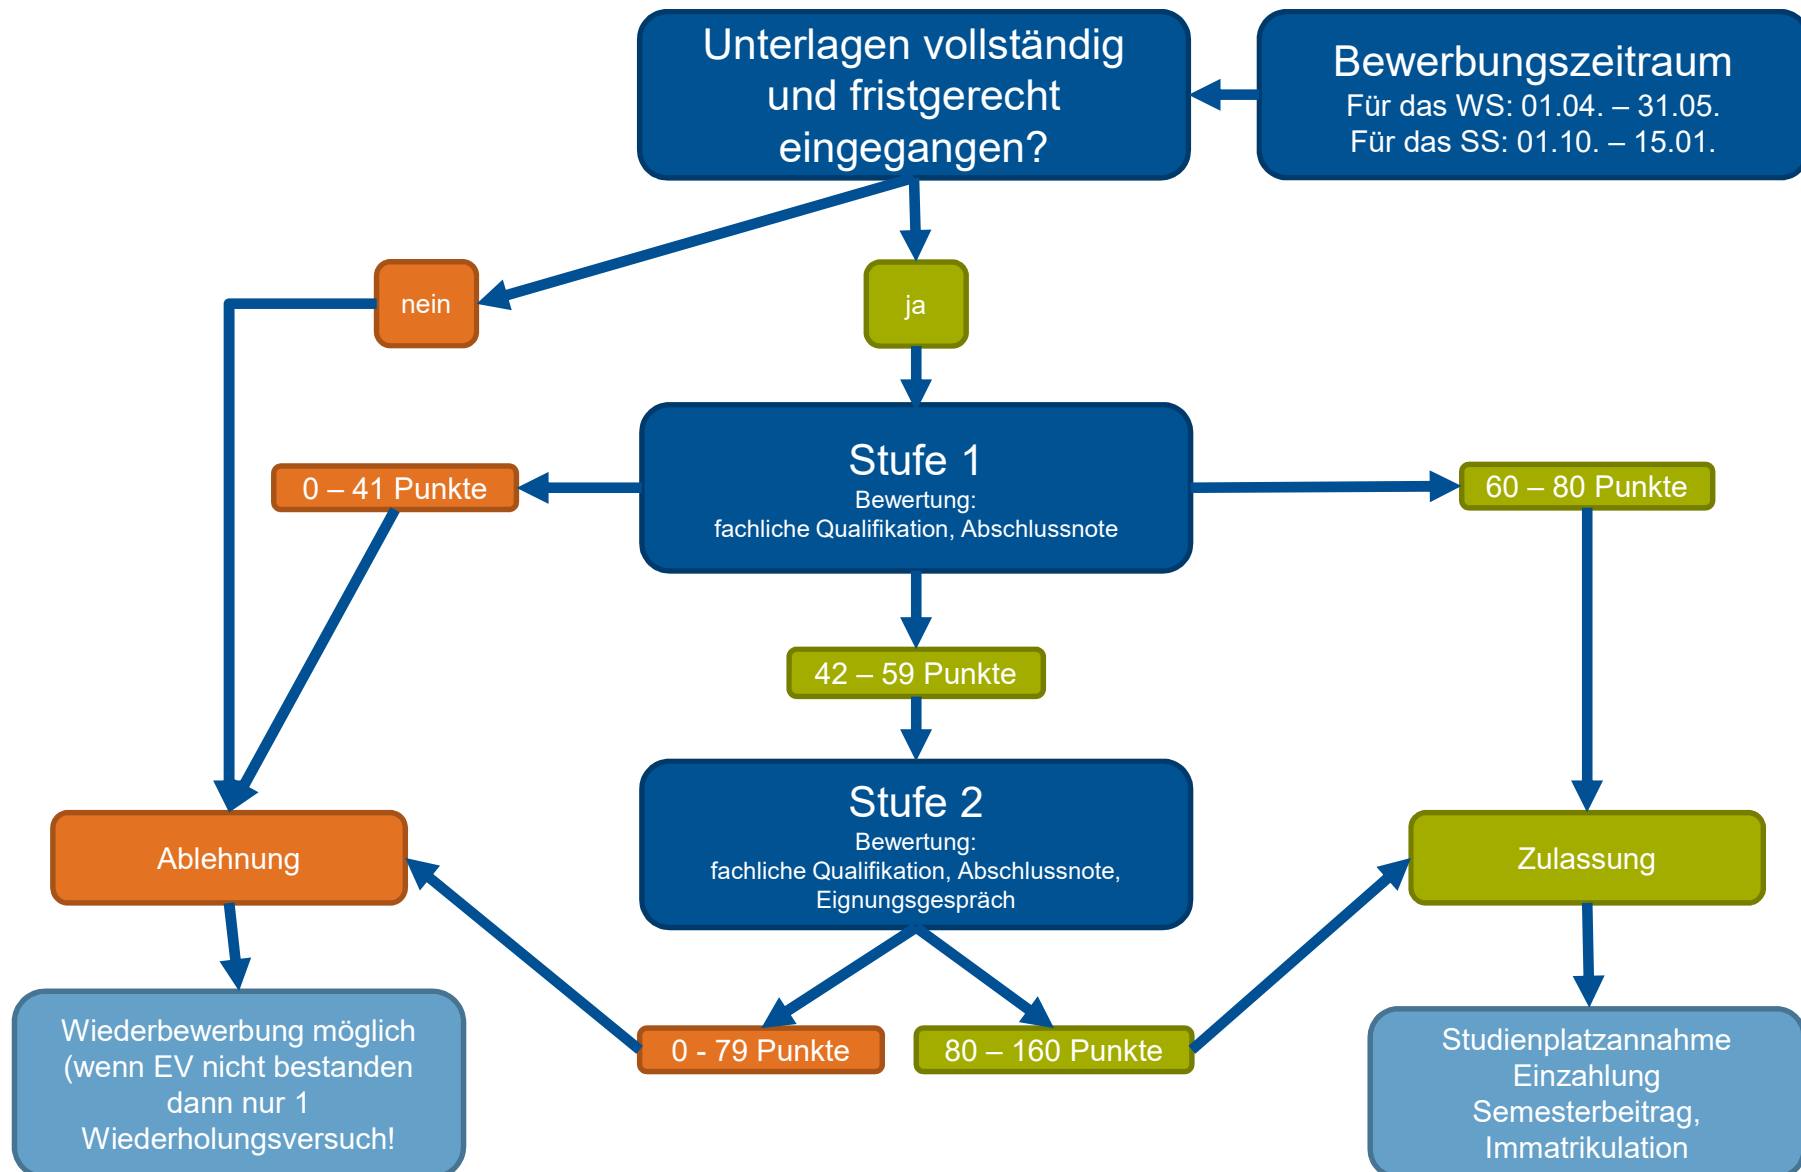 Unterlagen vollständig
und fristgerecht
eingegangen?
Bewerbungszeitraum
Für das WS: 01.04. – 31.05.
Für das SS: 01.10. – 15.01.
nein
ja
Stufe 1
Bewertung:
fachliche Qualifikation, Abschlussnote
0 – 41 Punkte
60 – 80 Punkte
42 – 59 Punkte
Stufe 2
Bewertung:
fachliche Qualifikation, Abschlussnote,
Eignungsgespräch
Ablehnung
Zulassung
0 - 79 Punkte
80 – 160 Punkte
Wiederbewerbung möglich
(wenn EV nicht bestanden
dann nur 1
Wiederholungsversuch!
Studienplatzannahme
Einzahlung
Semesterbeitrag,
Immatrikulation